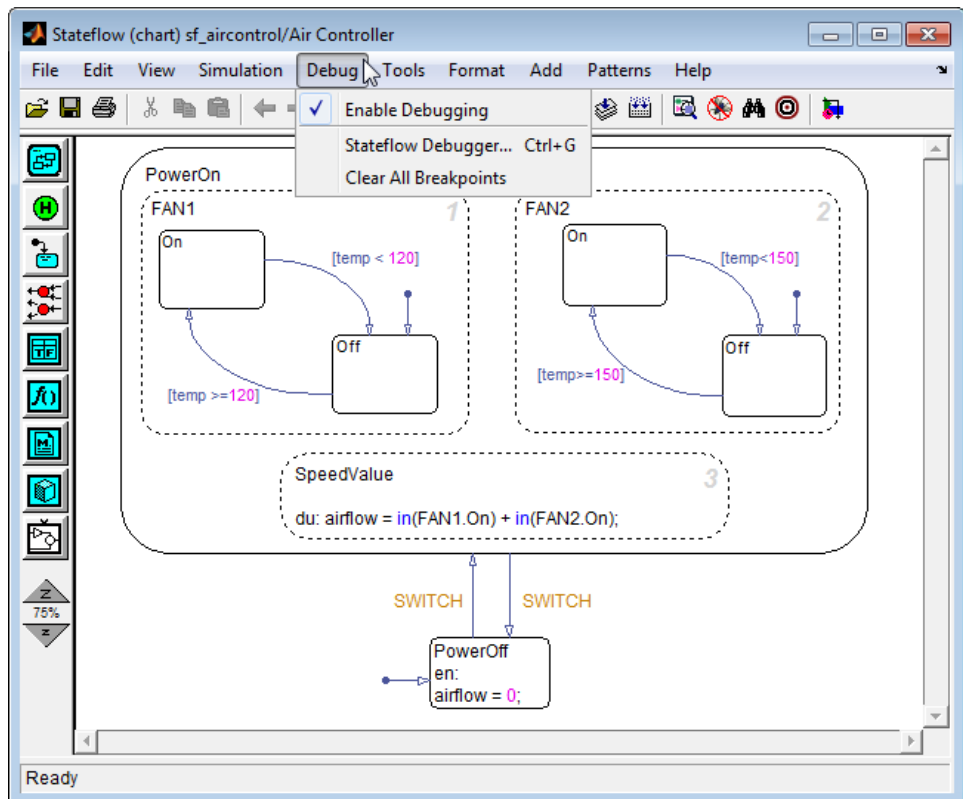 Stateflow (chart) sf_aircontrol/Air Controller
File Edit View Simulation Debug Tools Format Add Patterns Help
Enable Debugging
Stateflow Debugger... Ctrl+G
Clear All Breakpoints
PowerOn
FAN1
1
On
[temp < 120]
Off
[temp >=120]
FAN2
2
On
[temp<150]
Off
[temp>=150]
SpeedValue
3
du: airflow = in(FAN1.On) + in(FAN2.On);
SWITCH
SWITCH
PowerOff
en:
airflow = 0;
H
TF
f()
M
Z
75%
z
Ready